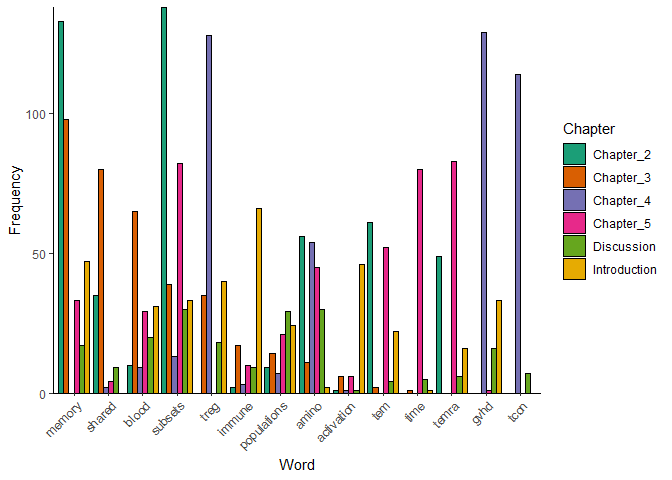 Frequency
100
50
0
memory
shared
blood
subsets
treg
immune
populations
amino
activation
tem
time
temra
gvhd
tcon
Word
Chapter
Chapter_2
Chapter_3
Chapter_4
Chapter_5
Discussion
Introduction